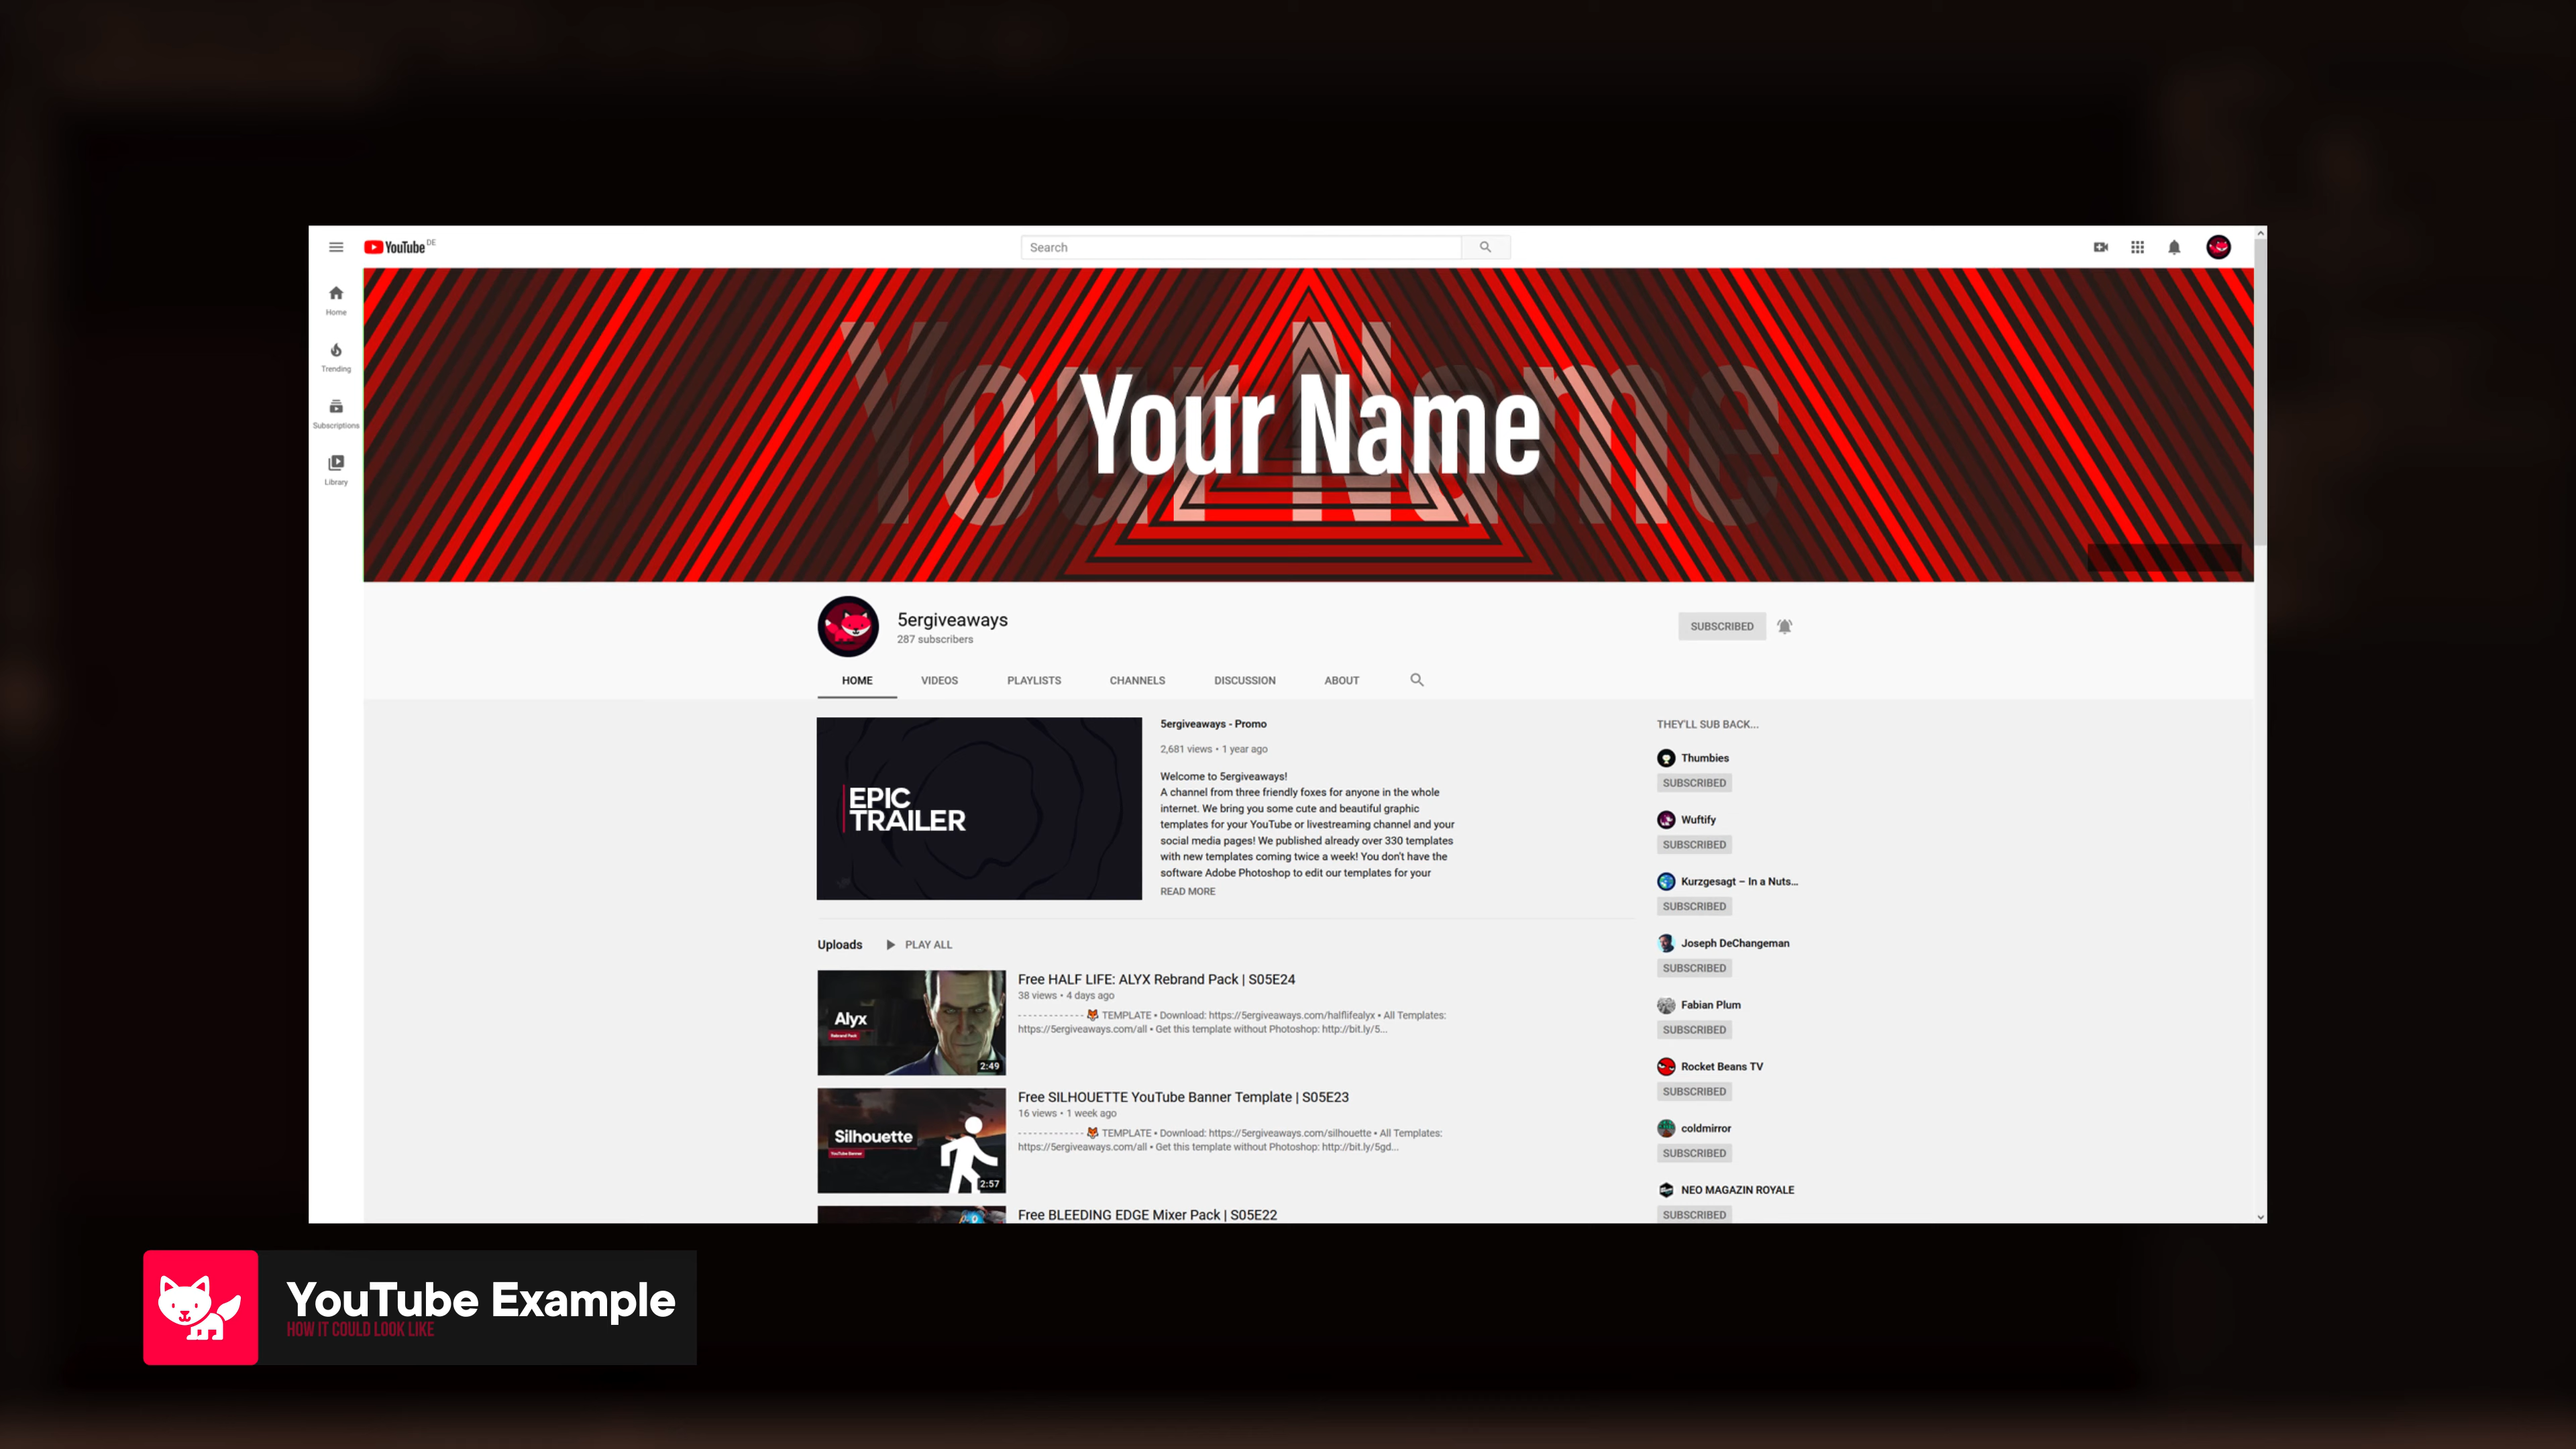 YouTube DE
Search
Home
Trending
Subscriptions
Library
Your Name
Your Name
5ergiveaways
287 subscribers
SUBSCRIBED
HOME VIDEOS PLAYLISTS CHANNELS DISCUSSION ABOUT
EPIC
TRAILER
5ergiveaways - Promo
2,681 views • 1 year ago
Welcome to 5ergiveaways!
A channel from three friendly foxes for anyone in the whole
internet. We bring you some cute and beautiful graphic
templates for your YouTube or livestreaming channel and your
social media pages! We published already over 330 templates
with new templates coming twice a week! You don't have the
software Adobe Photoshop to edit our templates for your
READ MORE
Uploads PLAY ALL
Alyx
Rebrand Pack
2:49
Free HALF LIFE: ALYX Rebrand Pack | S05E24
38 views • 4 days ago
------------- 🦊 TEMPLATE • Download: https://5ergiveaways.com/halflifealyx • All Templates:
https://5ergiveaways.com/all • Get this template without Photoshop: http://bit.ly/5...
Silhouette
YouTube Banner
2:57
Free SILHOUETTE YouTube Banner Template | S05E23
16 views • 1 week ago
------------- 🦊 TEMPLATE • Download: https://5ergiveaways.com/silhouette • All Templates:
https://5ergiveaways.com/all • Get this template without Photoshop: http://bit.ly/5gd...
Free BLEEDING EDGE Mixer Pack | S05E22
THEY'LL SUB BACK...
Thumbies
SUBSCRIBED
Wuftify
SUBSCRIBED
Kurzgesagt – In a Nuts...
SUBSCRIBED
Joseph DeChangeman
SUBSCRIBED
Fabian Plum
SUBSCRIBED
Rocket Beans TV
SUBSCRIBED
coldmirror
SUBSCRIBED
NEO MAGAZIN ROYALE
SUBSCRIBED
YouTube Example
HOW IT COULD LOOK LIKE